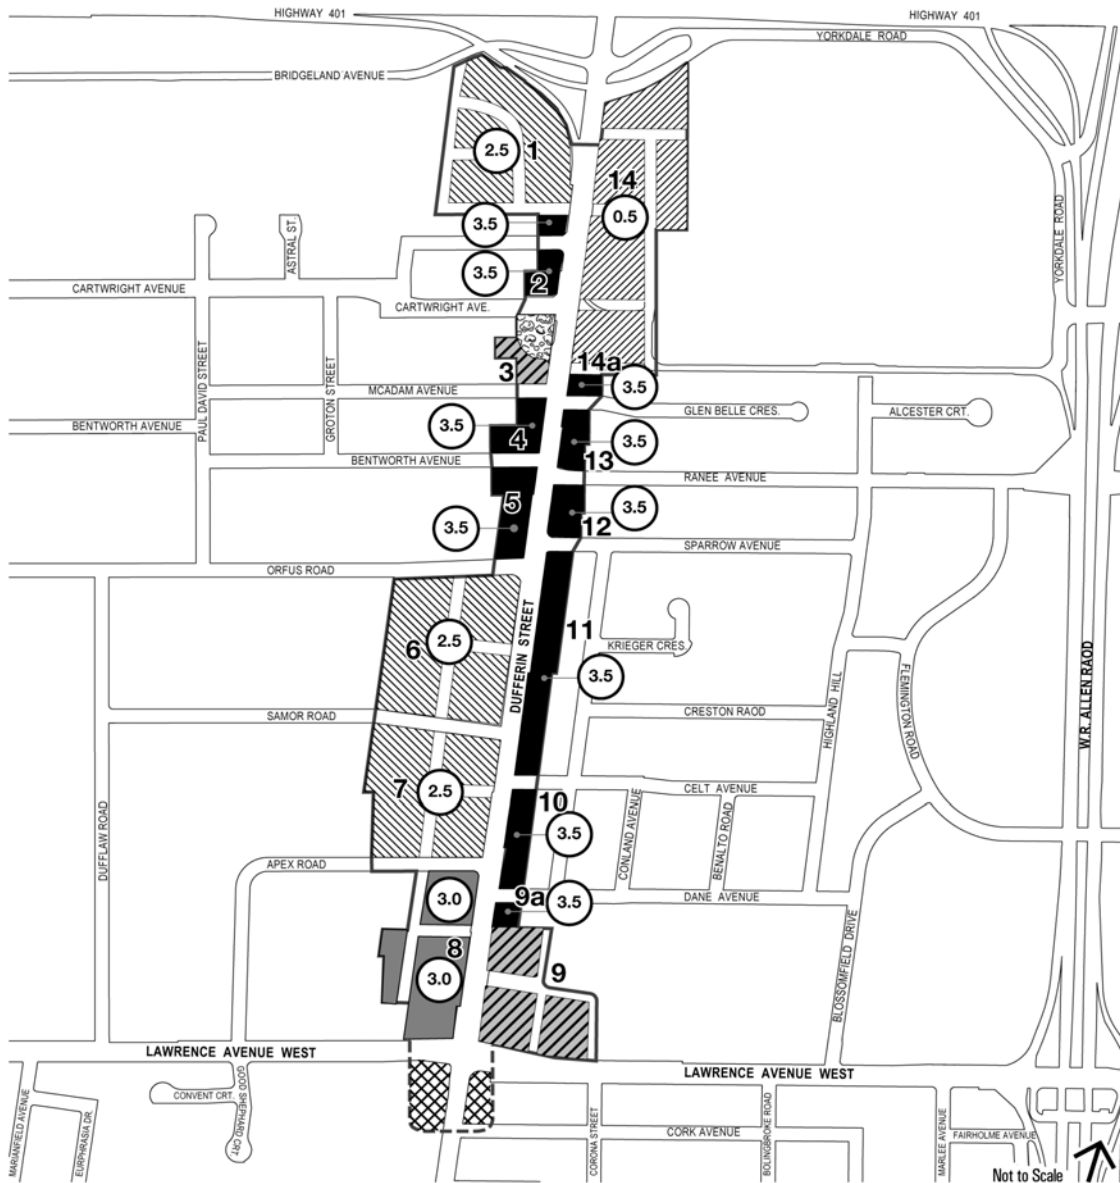 HIGHWAY 401
HIGHWAY 401
YORKDALE ROAD
BRIDGELAND AVENUE
2.5
1
14
0.5
3.5
ASTRAL ST.
YORKDALE ROAD
3.5
2
CARTWRIGHT AVENUE
CARTWRIGHT AVE.
PAUL DAVID STREET
GROTON STREET
3
14a
3.5
MCADAM AVENUE
GLEN BELLE CRES.
ALCESTER CRT.
BENTWORTH AVENUE
3.5
4
3.5
BENTWORTH AVENUE
13
RANEE AVENUE
5
3.5
3.5
12
SPARROW AVENUE
ORFUS ROAD
DUFFERIN STREET
6
2.5
11
KRIEGER CRES.
3.5
HIGHLAND HILL
FLEMINGTON ROAD
W.R. ALLEN RAOD
SAMOR ROAD
CRESTON RAOD
7
2.5
CELT AVENUE
10
3.5
CONLAND AVENUE
BENALTO ROAD
DUFFLAW ROAD
APEX ROAD
3.0
9a
3.5
DANE AVENUE
8
3.0
9
BLOSSOMFIELD DRIVE
LAWRENCE AVENUE WEST
LAWRENCE AVENUE WEST
MARIANFIELD AVENUE
EURPHRASIA DR.
CONVENT CRT.
GOOD SHEPHARD CRT.
CORONA STREET
CORK AVENUE
BOLINGBROKE ROAD
MARLEE AVENUE
FAIRHOLME AVENUE
Not to Scale